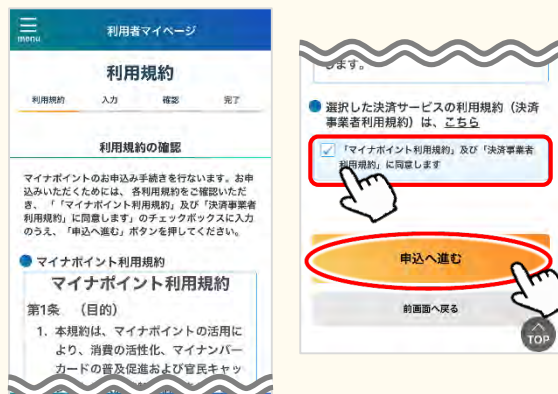 menu
利用者マイページ
利用規約
利用規約 入力 確認 完了
利用規約の確認
マイナポイントのお申込み手続きを行ないます。お申
込みいただくためには、各利用規約をご確認いただ
き、「「マイナポイント利用規約」及び「決済事業者
利用規約」に同意します」のチェックボックスに入力
のうえ、「申込へ進む」ボタンを押してください。
マイナポイント利用規約
マイナポイント利用規約
第1条 (目的)
1. 本規約は、マイナポイントの活用に
より、消費の活性化、マイナンバー
カードの普及促進および官民キャッ
します。
選択した決済サービスの利用規約(決済
事業者利用規約)は、こちら
「マイナポイント利用規約」及び「決済事業者
利用規約」に同意します
申込へ進む
前画面へ戻る
TOP